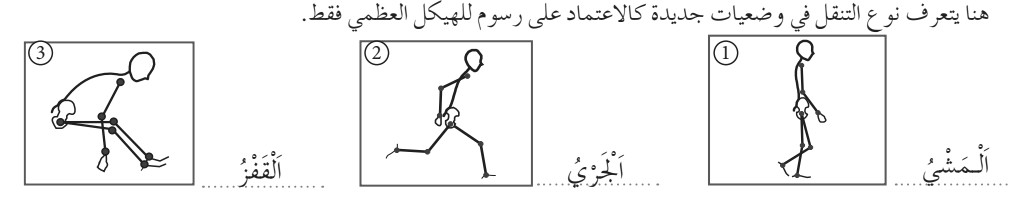 هنا يتعرف نوع التنقل في وضعيات جديدة كالاعتماد على رسوم للهيكل العظمي فقط.
1 2 3
اَلْـمَشْيُ اَلْجَرْيُ اَلْقَفْزُ